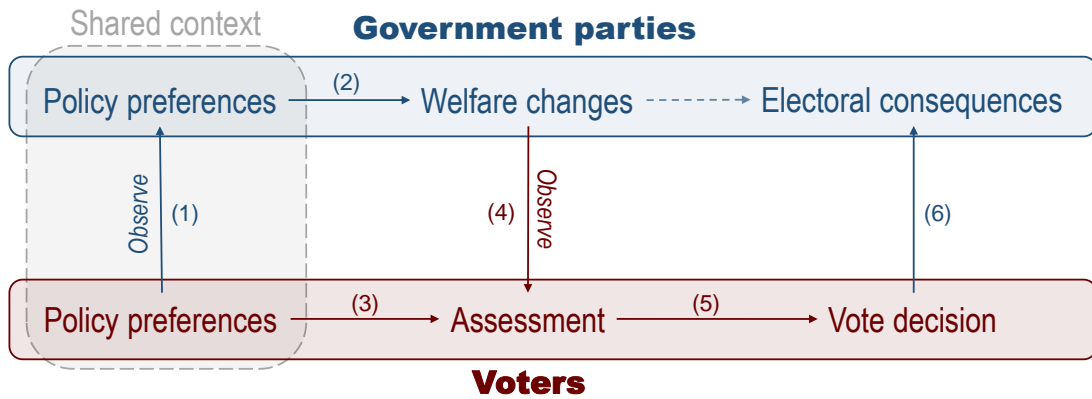 Shared context
Government parties
Policy preferences
(2)
Welfare changes
Electoral consequences
Observe
(1)
(4)
Observe
(6)
Policy preferences
(3)
Assessment
(5)
Vote decision
Voters